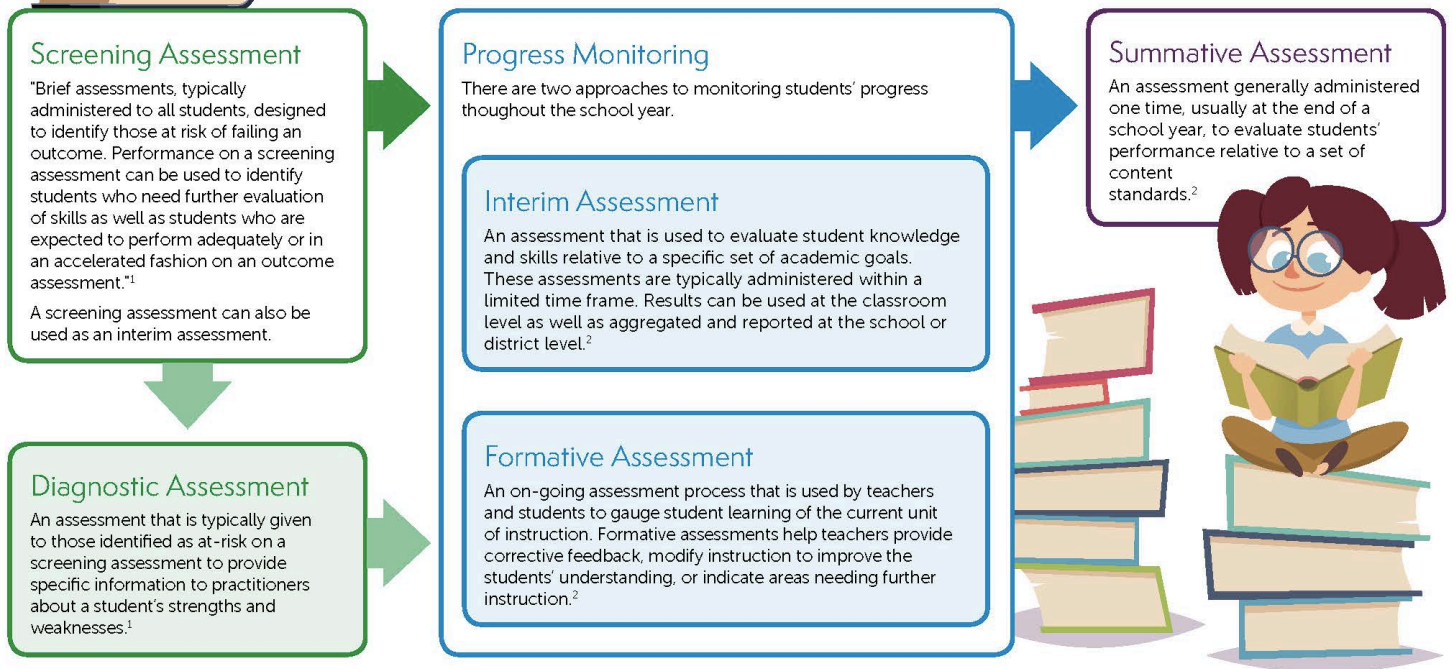 Screening Assessment
"Brief assessments, typically
administered to all students, designed
to identify those at risk of failing an
outcome. Performance on a screening
assessment can be used to identify
students who need further evaluation
of skills as well as students who are
expected to perform adequately or in
an accelerated fashion on an outcome
assessment."1
A screening assessment can also be
used as an interim assessment.
Diagnostic Assessment
An assessment that is typically given
to those identified as at-risk on a
screening assessment to provide
specific information to practitioners
about a student's strengths and
weaknesses.1
Progress Monitoring
There are two approaches to monitoring students' progress
thoughout the school year.
Interim Assessment
An assessment that is used to evaluate student knowledge
and skills relative to a specific set of academic goals.
These assessments are typically administered within a
limited time frame. Results can be used at the classroom
level as well as aggregated and reported at the school or
district level.2
Formative Assessment
An on-going assessment process that is used by teachers
and students to gauge student learning of the current unit
of instruction. Formative assessments help teachers provide
corrective feedback, modify instruction to improve the
students' understanding, or indicate areas needing further
instruction.2
Summative Assessment
An assessment generally administered
one time, usually at the end of a
school year, to evaluate students'
performance relative to a set of
content
standards.2